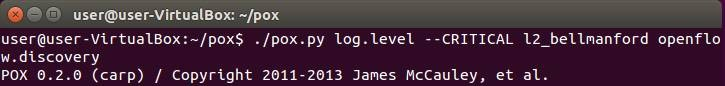 user@user-VirtualBox: ~/pox
user@user-VirtualBox:~/pox$ ./pox.py log.level --CRITICAL l2_bellmanford openflo
w.discovery
POX 0.2.0 (carp) / Copyright 2011-2013 James McCauley, et al.